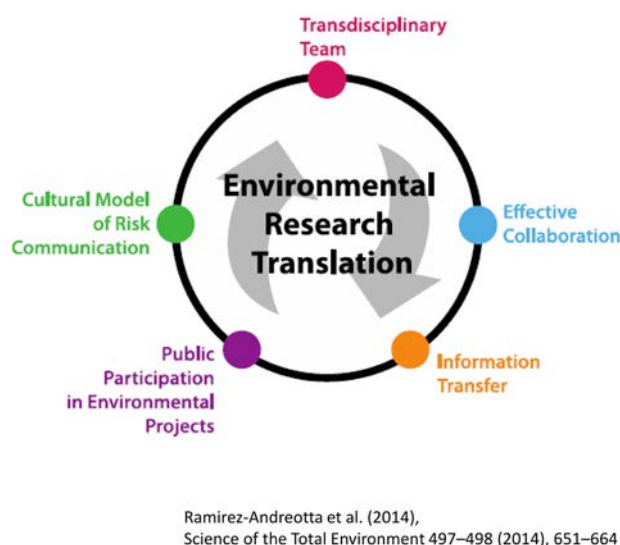 Transdisciplinary
Team
Environmental
Research
Translation
Effective
Collaboration
Information
Transfer
Public
Participation
in Environmental
Projects
Cultural Model
of Risk
Communication
Ramirez-Andreotta et al. (2014),
Science of the Total Environment 497–498 (2014), 651–664